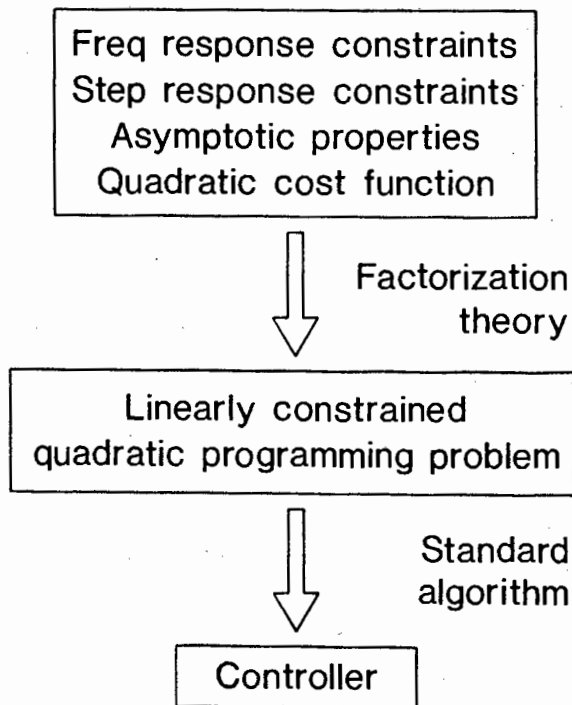 Freq response constraints
Step response constraints
Asymptotic properties
Quadratic cost function
Factorization
theory
Linearly constrained
quadratic programming problem
Standard
algorithm
Controller